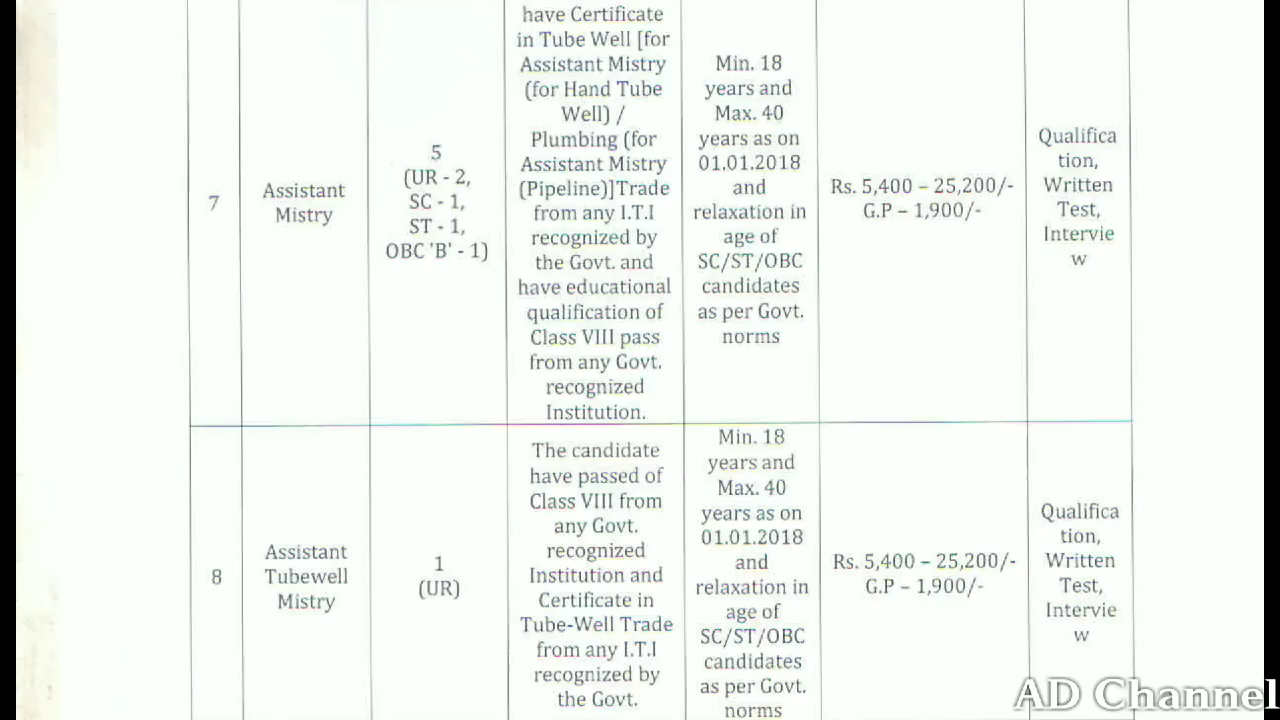 7
Assistant
Mistry
5
(UR - 2,
SC - 1,
ST - 1,
OBC 'B' - 1)
have Certificate
in Tube Well [for
Assistant Mistry
(for Hand Tube
Well) /
Plumbing (for
Assistant Mistry
(Pipeline)]Trade
from any I.T.I
recognized by
the Govt. and
have educational
qualification of
Class VIII pass
from any Govt.
recognized
Institution.
Min. 18
years and
Max. 40
years as on
01.01.2018
and
relaxation in
age of
SC/ST/OBC
candidates
as per Govt.
norms
Rs. 5,400 – 25,200/-
G.P – 1,900/-
Qualifica
tion,
Written
Test,
Intervie
w
8
Assistant
Tubewell
Mistry
1
(UR)
The candidate
have passed of
Class VIII from
any Govt.
recognized
Institution and
Certificate in
Tube-Well Trade
from any I.T.I
recognized by
the Govt.
Min. 18
years and
Max. 40
years as on
01.01.2018
and
relaxation in
age of
SC/ST/OBC
candidates
as per Govt.
norms
Rs. 5,400 – 25,200/-
G.P – 1,900/-
Qualifica
tion,
Written
Test,
Intervie
w
AD Channel